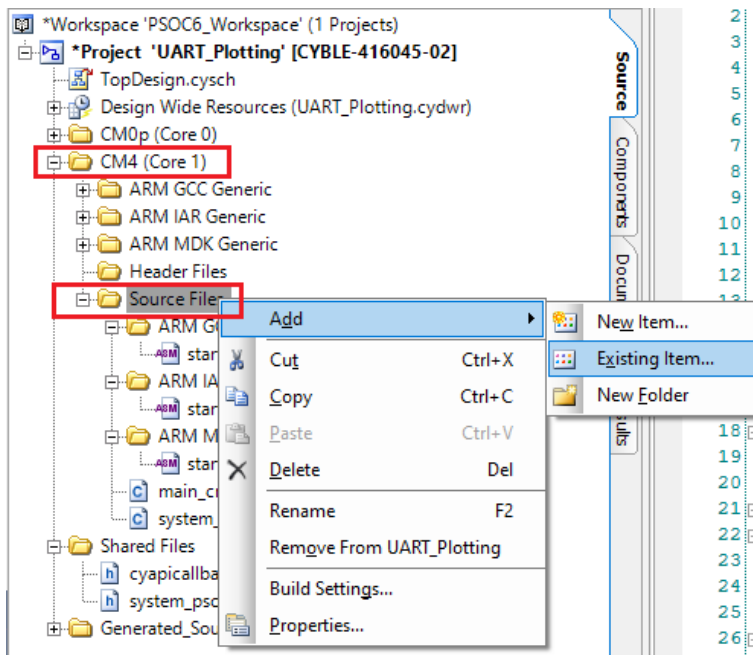 *Workspace 'PSOC6_Workspace' (1 Projects)
*Project 'UART_Plotting' [CYBLE-416045-02]
TopDesign.cysch
Design Wide Resources (UART_Plotting.cydwr)
CM0p (Core 0)
CM4 (Core 1)
ARM GCC Generic
ARM IAR Generic
ARM MDK Generic
Header Files
Source Files
ARM GC
star
ARM IA
star
ARM M
star
main_c
system_
Shared Files
cyapicallba
system_psc
Generated_Sou
Add
Cut Ctrl+X
Copy Ctrl+C
Paste Ctrl+V
Delete Del
Rename F2
Remove From UART_Plotting
Build Settings...
Properties...
New Item...
Existing Item...
New Folder
Source
Components
Docun
sults
2
3
4
5
6
7
8
9
10
11
12
13
18
19
20
21
22
23
24
25
26